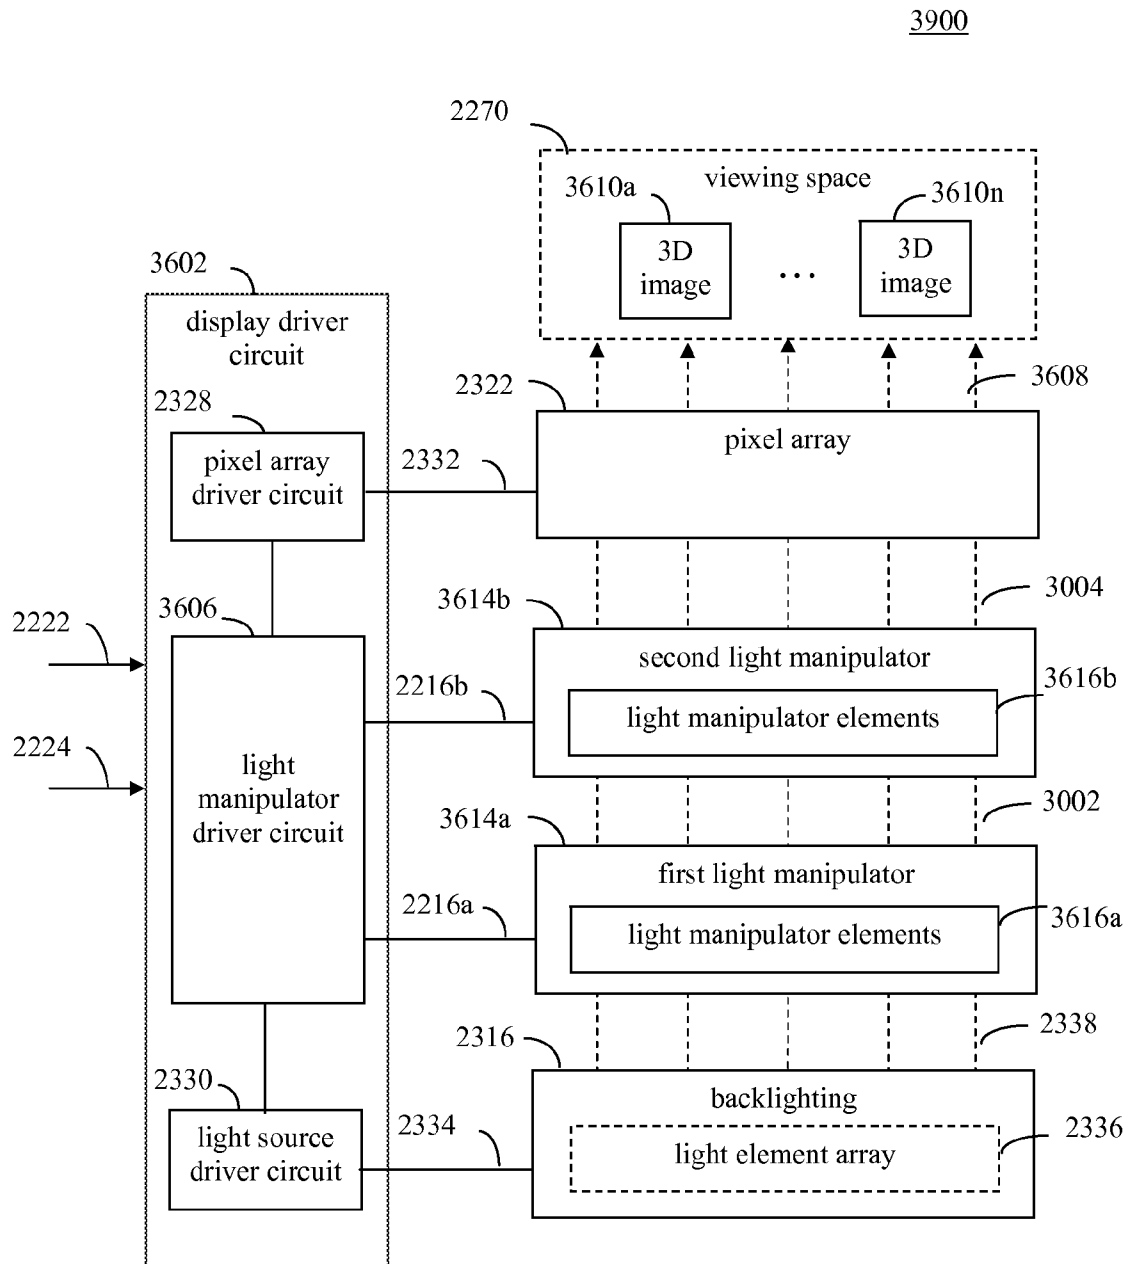 3900
2270
viewing space
3610a
3610n
3D
image
...
3D
image
3602
display driver
circuit
2322
3608
2328
pixel array
pixel array
driver circuit
2332
3614b
3004
3606
2222
second light manipulator
2216b
3616b
light manipulator elements
2224
light
manipulator
driver circuit
3614a
3002
first light manipulator
2216a
3616a
light manipulator elements
2316
2338
2330
backlighting
light source
driver circuit
2334
2336
light element array